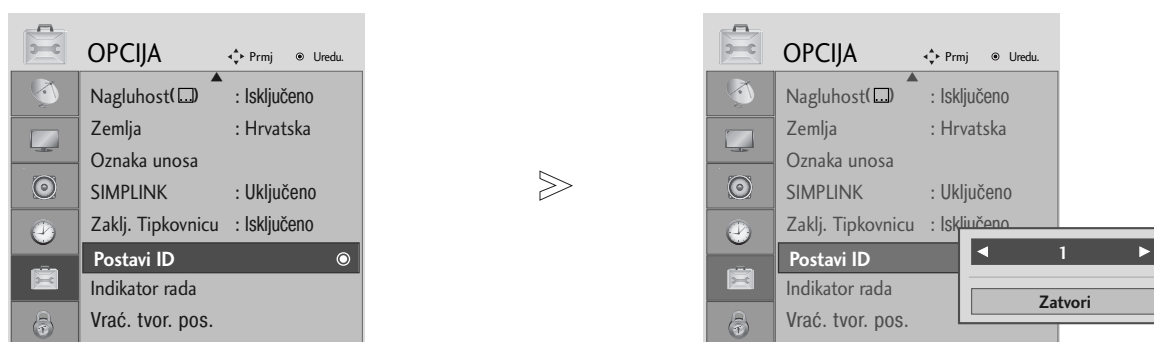 OPCIJA Prmj Uredu.
Nagluhost( ) : Isključeno
Zemlja : Hrvatska
Oznaka unosa
SIMPLINK : Uključeno
Zaklj. Tipkovnicu : Isključeno
Postavi ID
Indikator rada
Vrać. tvor. pos.
OPCIJA Prmj Uredu.
Nagluhost( ) : Isključeno
Zemlja : Hrvatska
Oznaka unosa
SIMPLINK : Uključeno
Zaklj. Tipkovnicu : Isključeno
Postavi ID
1
Indikator rada
Zatvori
Vrać. tvor. pos.